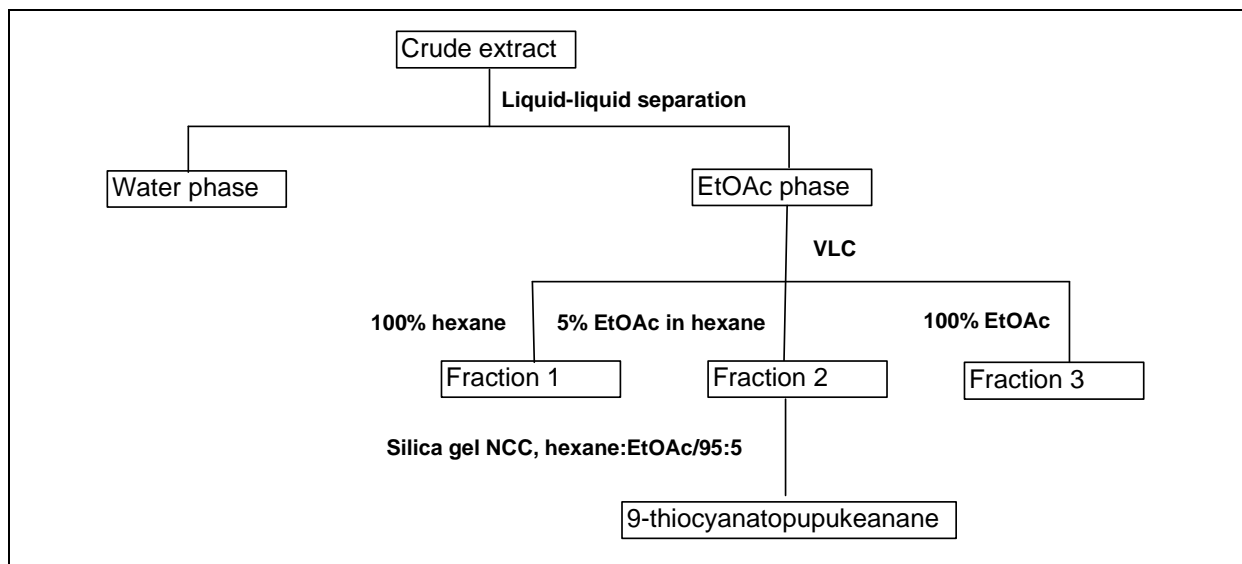 Crude extract
Liquid-liquid separation
Water phase
EtOAc phase
VLC
100% hexane
5% EtOAc in hexane
100% EtOAc
Fraction 1
Fraction 2
Fraction 3
Silica gel NCC, hexane:EtOAc/95:5
9-thiocyanatopupukeanane